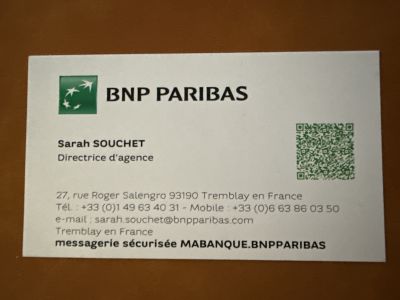 BNP PARIBAS
Sarah SOUCHET
Directrice d'agence
27, rue Roger Salengro 93190 Tremblay en France
Tél. : +33 (0)1 49 63 40 31 - Mobile : +33 (0)6 63 86 03 50
e-mail : sarah.souchet@bnpparibas.com
Tremblay en France
messagerie sécurisée MABANQUE.BNPPARIBAS